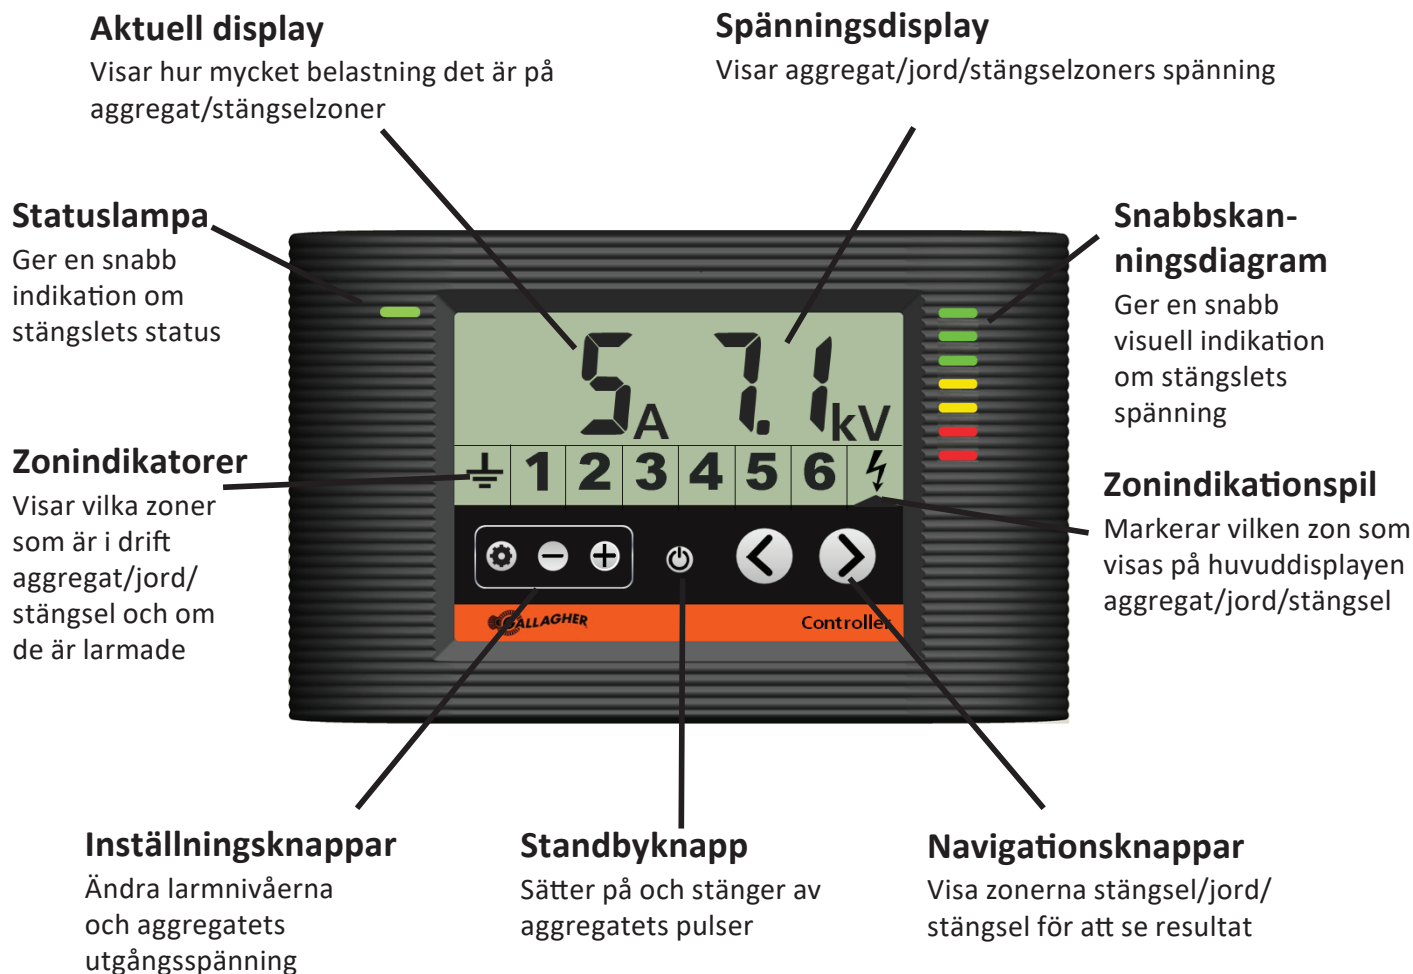 Aktuell display
Visar hur mycket belastning det är på
aggregat/stängselzoner
Spänningsdisplay
Visar aggregat/jord/stängselzoners spänning
Statuslampa
Ger en snabb
indikation om
stängslets status
Snabbskan-
ningsdiagram
Ger en snabb
visuell indikation
om stängslets
spänning
5A 7.1kV
1 2 3 4 5 6
Zonindikatorer
Visar vilka zoner
som är i drift
aggregat/jord/
stängsel och om
de är larmade
Zonindikationspil
Markerar vilken zon som
visas på huvuddisplayen
aggregat/jord/stängsel
GALLAGHER
Controller
Inställningsknappar
Ändra larmnivåerna
och aggregatets
utgångsspänning
Standbyknapp
Sätter på och stänger av
aggregatets pulser
Navigationsknappar
Visa zonerna stängsel/jord/
stängsel för att se resultat